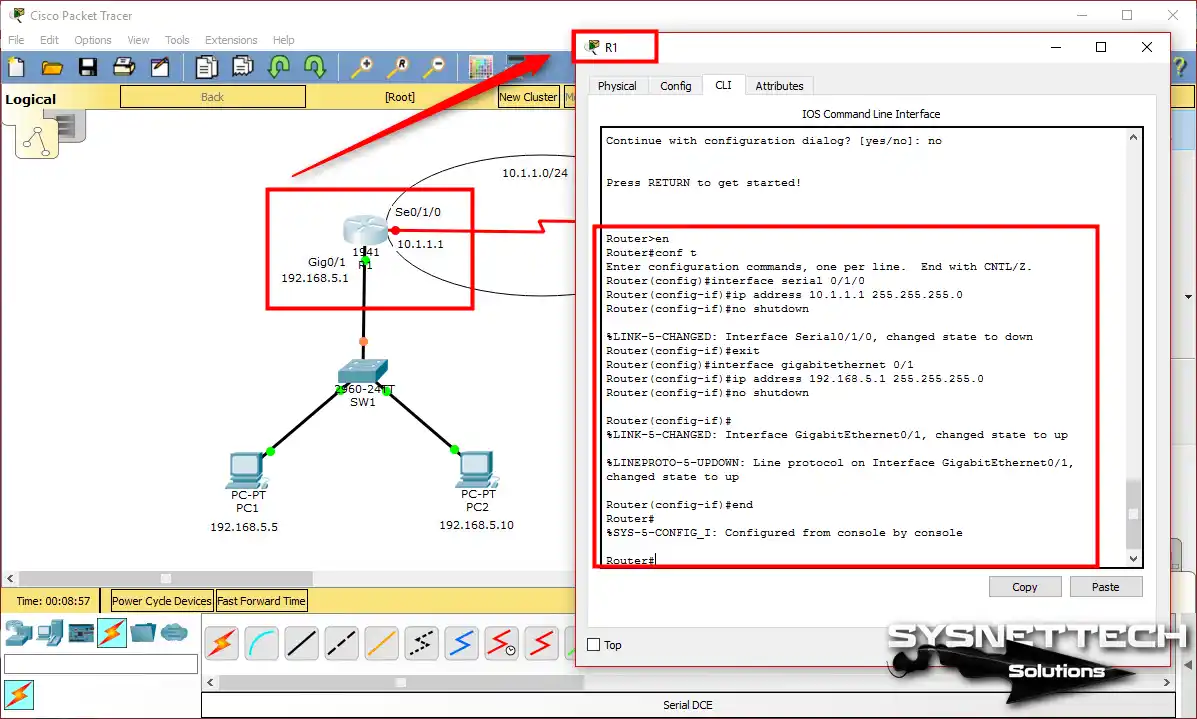 Cisco Packet Tracer
File Edit Options View Tools Extensions Help
Logical
Back
[Root]
New Cluster
10.1.1.0/24
Se0/1/0
10.1.1.1
1941
R1
Gig0/1
192.168.5.1
2960-24TT
SW1
PC-PT
PC1
192.168.5.5
PC-PT
PC2
192.168.5.10
R1
Physical Config CLI Attributes
IOS Command Line Interface
Continue with configuration dialog? [yes/no]: no
Press RETURN to get started!
Router>en
Router#conf t
Enter configuration commands, one per line.  End with CNTL/Z.
Router(config)#interface serial 0/1/0
Router(config-if)#ip address 10.1.1.1 255.255.255.0
Router(config-if)#no shutdown
%LINK-5-CHANGED: Interface Serial0/1/0, changed state to down
Router(config-if)#exit
Router(config)#interface gigabitethernet 0/1
Router(config-if)#ip address 192.168.5.1 255.255.255.0
Router(config-if)#no shutdown
Router(config-if)#
%LINK-5-CHANGED: Interface GigabitEthernet0/1, changed state to up
%LINEPROTO-5-UPDOWN: Line protocol on Interface GigabitEthernet0/1,
changed state to up
Router(config-if)#end
Router#
%SYS-5-CONFIG_I: Configured from console by console
Router#
Copy
Paste
Top
Time: 00:08:57
Power Cycle Devices
Fast Forward Time
Serial DCE
SYSNETTECH
Solutions